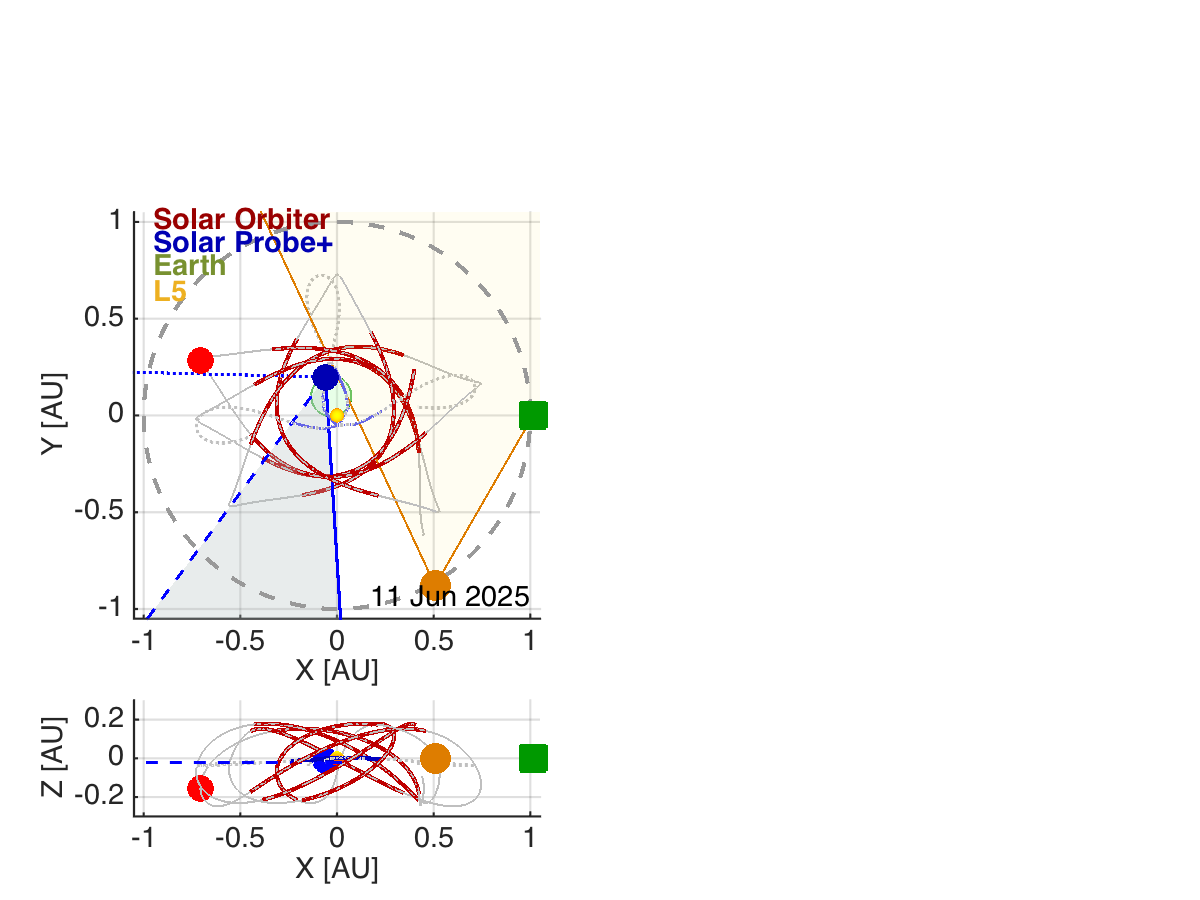 1
0.5
0
-0.5
-1
Y [AU]
Solar Orbiter
Solar Probe+
Earth
L5
11 Jun 2025
-1 -0.5 0 0.5 1
X [AU]
0.2
0
-0.2
Z [AU]
-1 -0.5 0 0.5 1
X [AU]